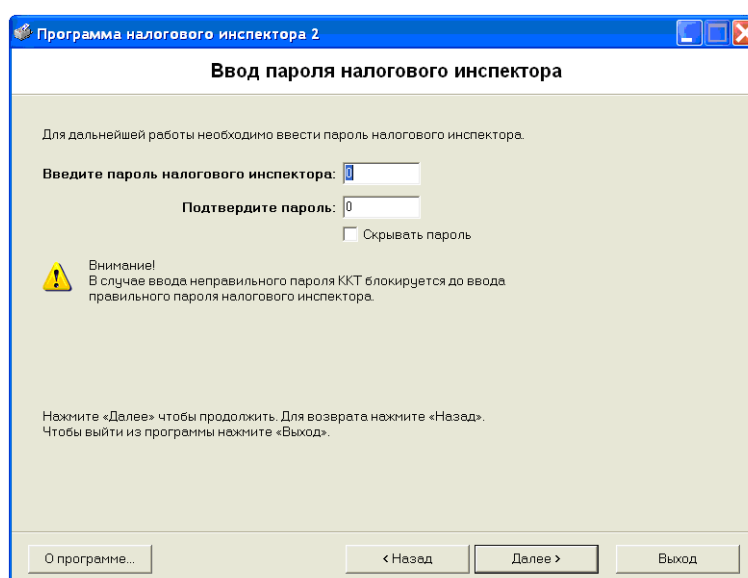 Программа налогового инспектора 2
Ввод пароля налогового инспектора
Для дальнейшей работы необходимо ввести пароль налогового инспектора.
Введите пароль налогового инспектора: 0
Подтвердите пароль: 0
Скрывать пароль
Внимание!
В случае ввода неправильного пароля ККТ блокируется до ввода
правильного пароля налогового инспектора.
Нажмите «Далее» чтобы продолжить. Для возврата нажмите «Назад».
Чтобы выйти из программы нажмите «Выход».
О программе... < Назад Далее > Выход